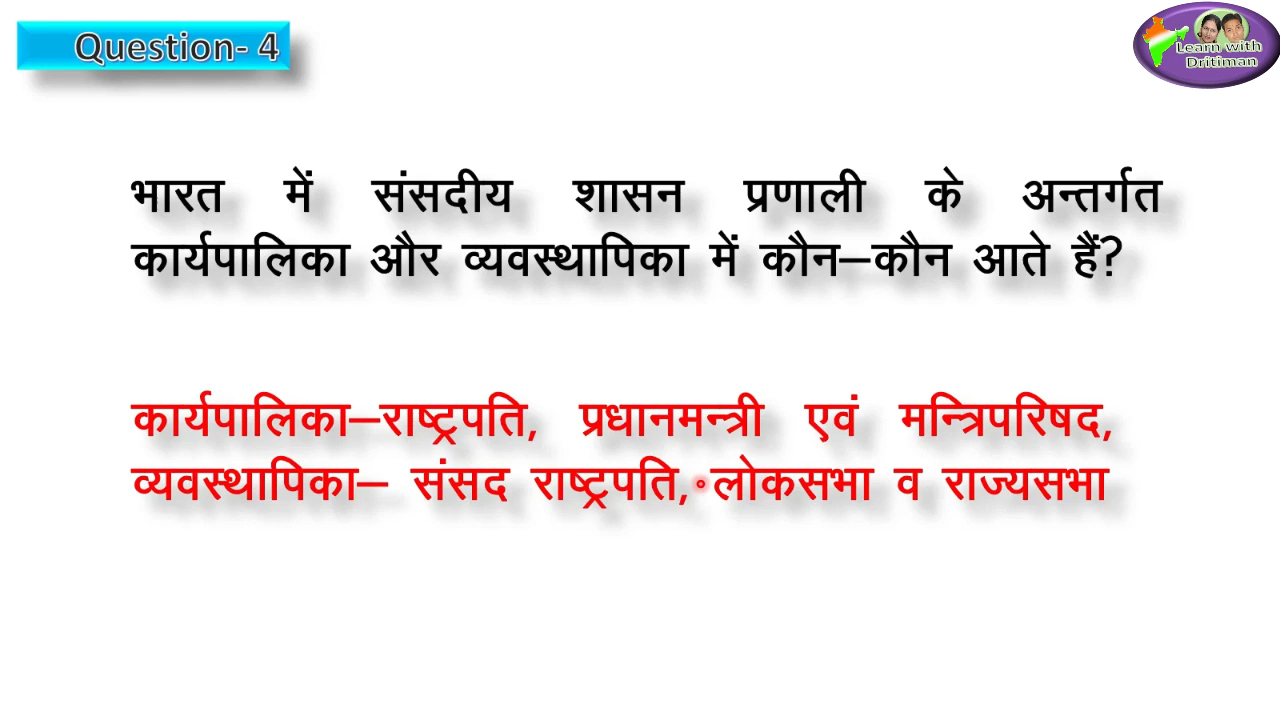 Question- 4
Learn with
Dritiman
भारत में संसदीय शासन प्रणाली के अन्तर्गत
कार्यपालिका और व्यवस्थापिका में कौन–कौन आते हैं?
कार्यपालिका–राष्ट्रपति, प्रधानमन्त्री एवं मन्त्रिपरिषद,
व्यवस्थापिका– संसद राष्ट्रपति, लोकसभा व राज्यसभा